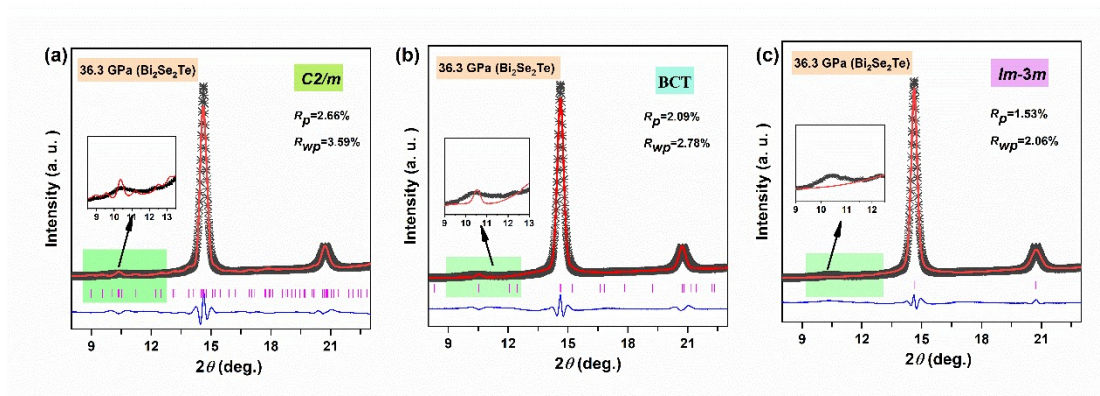 (a)
36.3 GPa (Bi₂Se₂Te)
C2/m
Rp=2.66%
Rwp=3.59%
9 10 11 12 13
Intensity (a. u.)
9 12 15 18 21
2θ (deg.)
(b)
36.3 GPa (Bi₂Se₂Te)
BCT
Rp=2.09%
Rwp=2.78%
9 10 11 12 13
Intensity (a. u.)
9 12 15 18 21
2θ (deg.)
(c)
36.3 GPa (Bi₂Se₂Te)
Im-3m
Rp=1.53%
Rwp=2.06%
9 10 11 12
Intensity (a. u.)
9 12 15 18 21
2θ (deg.)